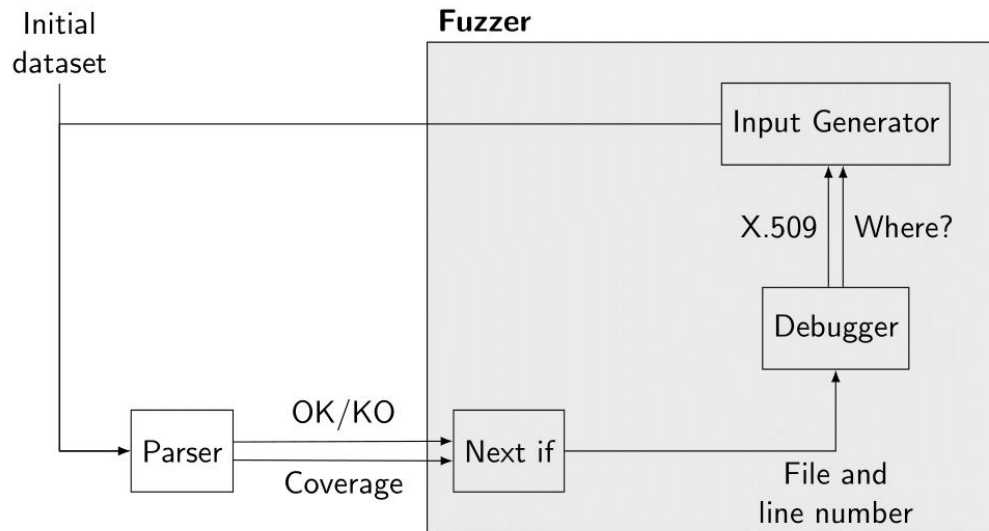 Initial
dataset
Fuzzer
Input Generator
X.509
Where?
Debugger
OK/KO
Parser
Next if
Coverage
File and
line number